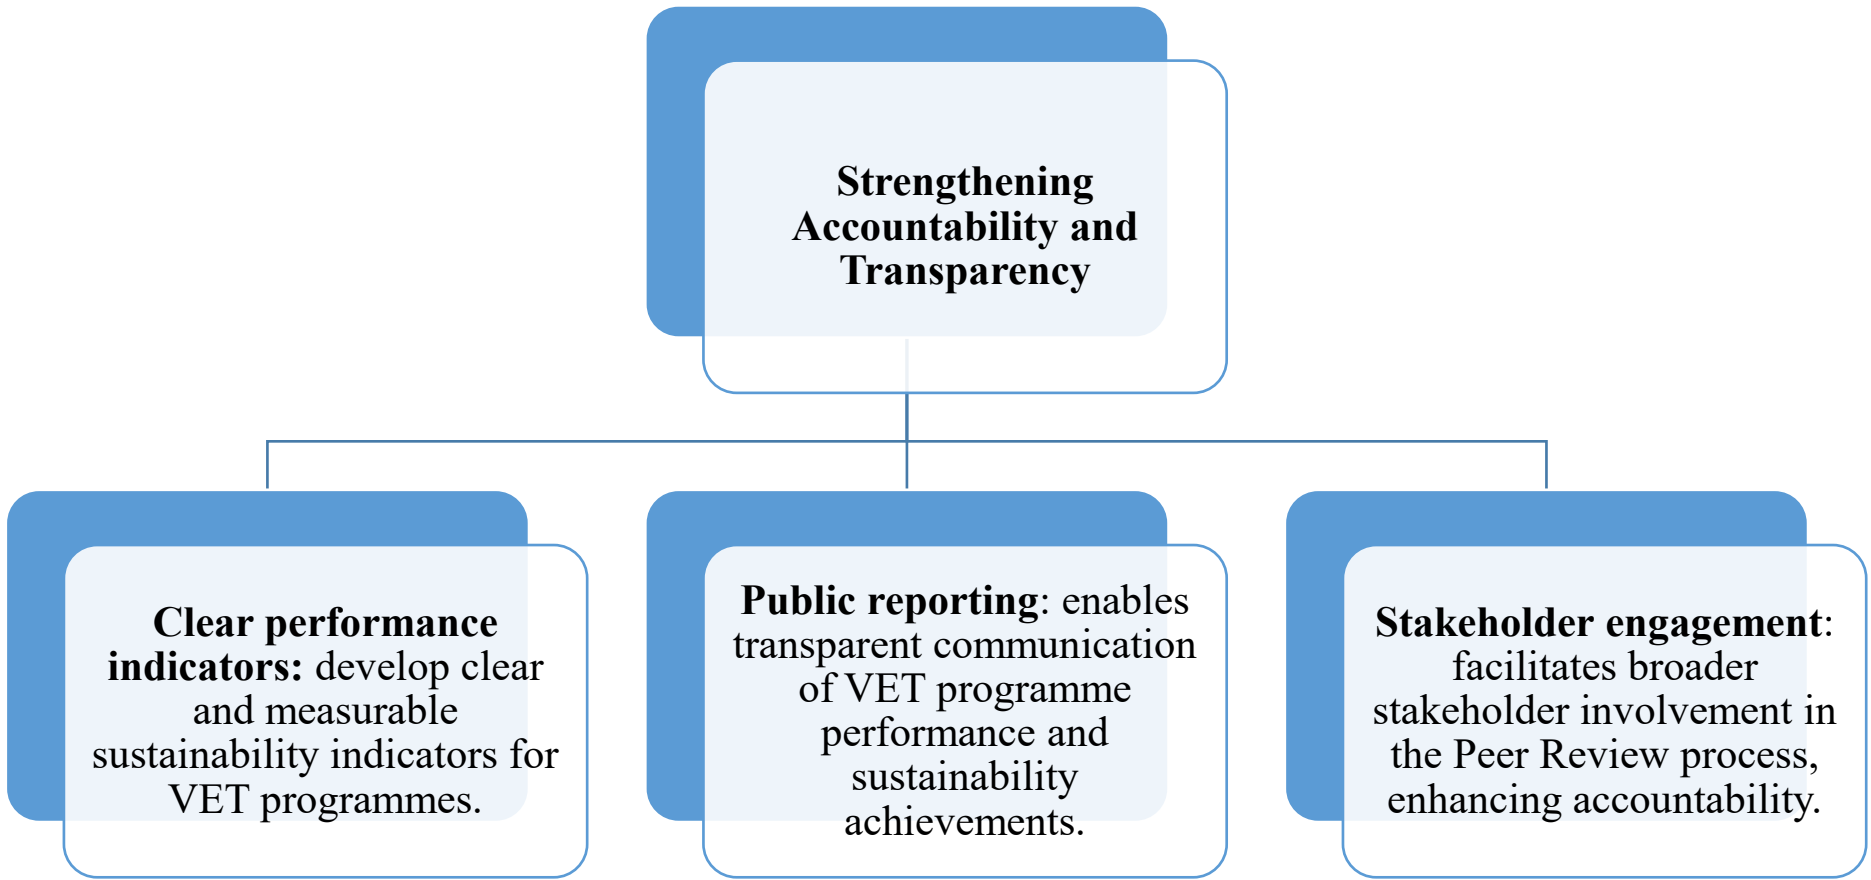 Strengthening
Accountability and
Transparency
Clear performance
indicators: develop clear
and measurable
sustainability indicators for
VET programmes.
Public reporting: enables
transparent communication
of VET programme
performance and
sustainability
achievements.
Stakeholder engagement:
facilitates broader
stakeholder involvement in
the Peer Review process,
enhancing accountability.